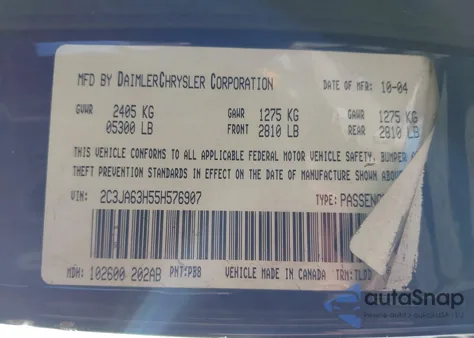 MFD BY DAIMLERCHRYSLER CORPORATION DATE OF MFR: 10-04
GVWR 2405 KG GAWR 1275 KG GAWR 1275 KG
05300 LB FRONT 2810 LB REAR 2810 LB
THIS VEHICLE CONFORMS TO ALL APPLICABLE FEDERAL MOTOR VEHICLE SAFETY, BUMPER
THEFT PREVENTION STANDARDS IN EFFECT ON THE DATE OF MANUFACTURE SHOWN ABOVE
VIN: 2C3JA63H55H576907 TYPE: PASSENG
MDH: 102600 202AB PNT: PB8 VEHICLE MADE IN CANADA TRM: TLDD
autaSnap